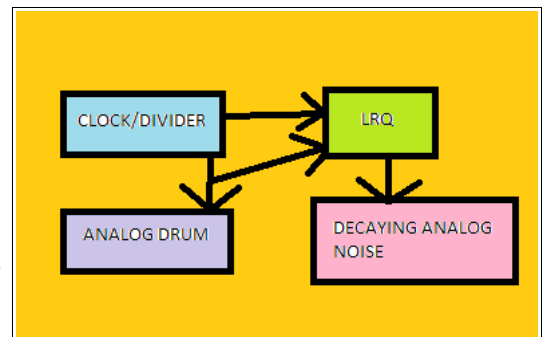 CLOCK/DIVIDER
LRQ
ANALOG DRUM
DECAYING ANALOG
NOISE